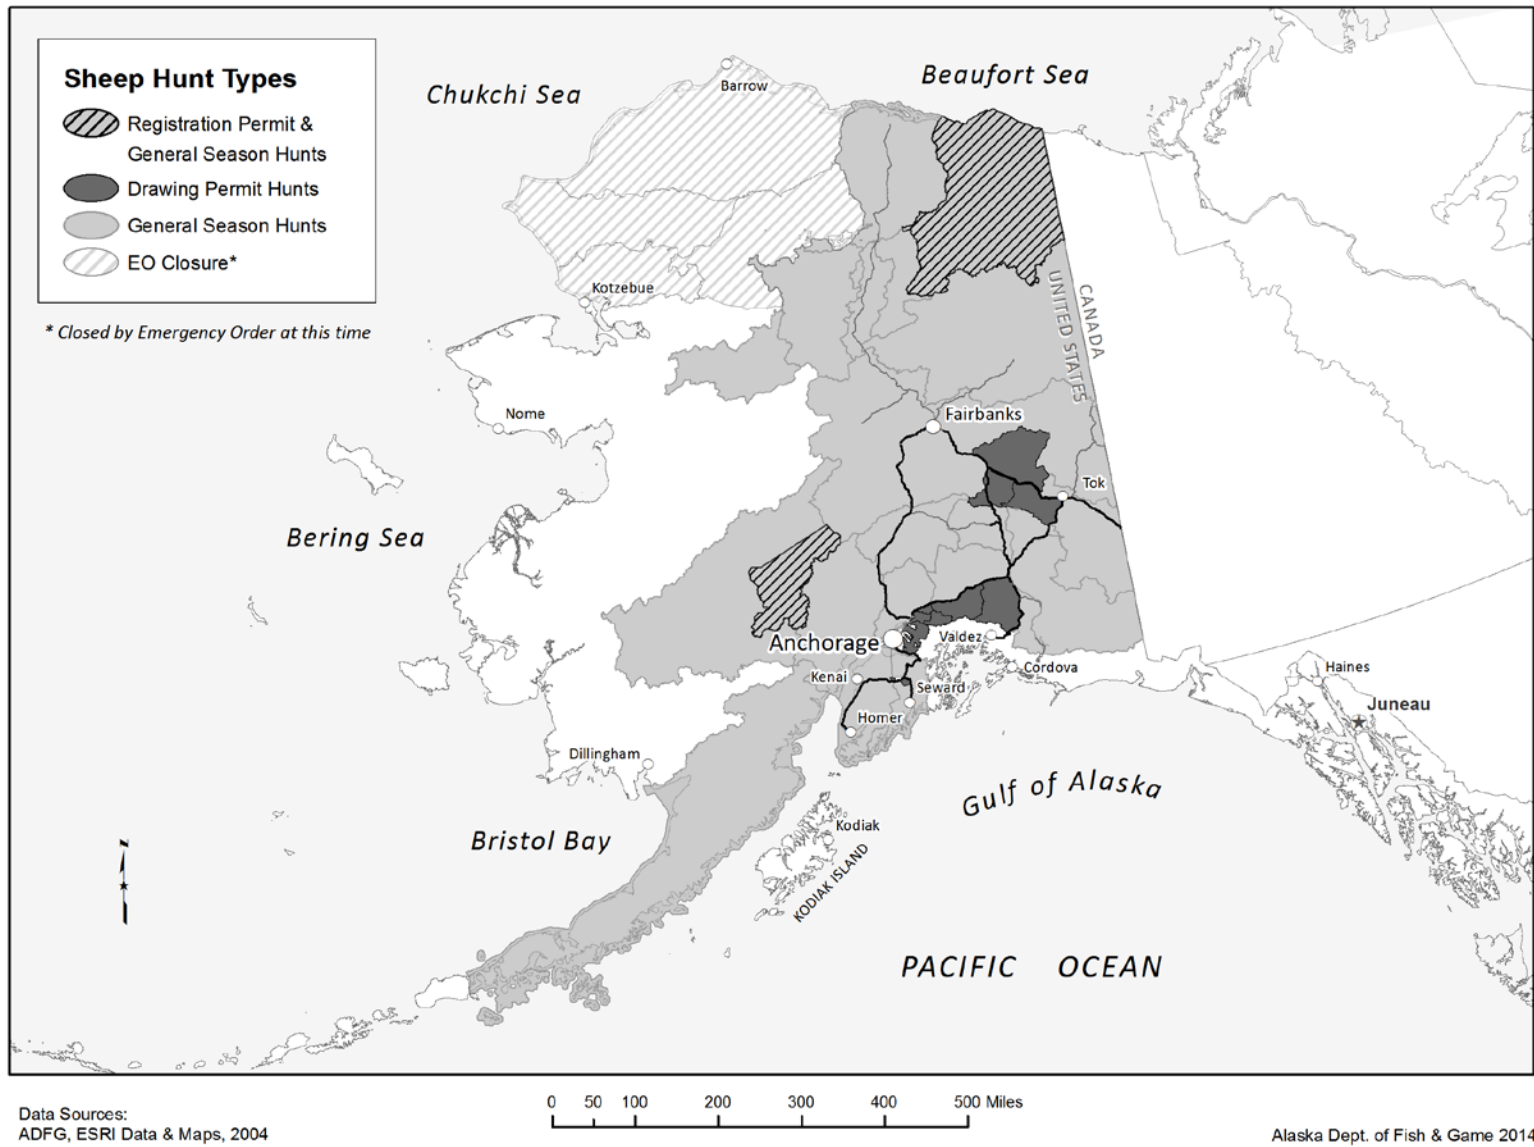 Sheep Hunt Types
Registration Permit &
General Season Hunts
Drawing Permit Hunts
General Season Hunts
EO Closure*
* Closed by Emergency Order at this time
Chukchi Sea
Beaufort Sea
Barrow
Kotzebue
CANADA
UNITED STATES
Nome
Fairbanks
Tok
Bering Sea
Anchorage
Valdez
Cordova
Kenai
Seward
Homer
Haines
Juneau
Dillingham
Gulf of Alaska
Bristol Bay
Kodiak
KODIAK ISLAND
N
PACIFIC OCEAN
0 50 100 200 300 400 500 Miles
Data Sources:
ADFG, ESRI Data & Maps, 2004
Alaska Dept. of Fish & Game 2014